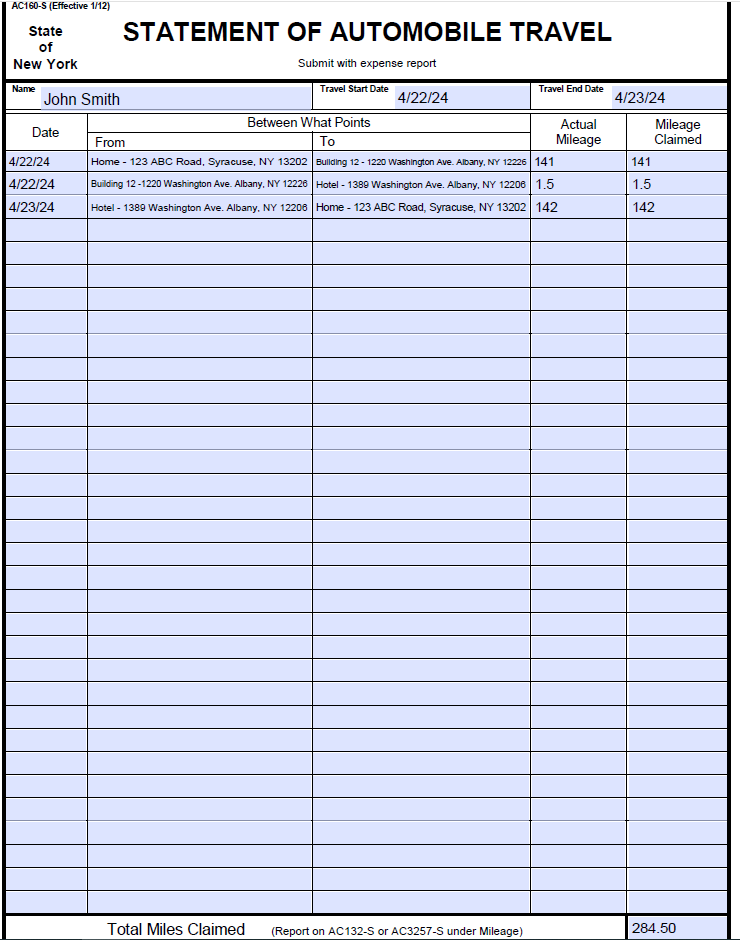 AC160-S (Effective 1/12)
State
of
New York
STATEMENT OF AUTOMOBILE TRAVEL
Submit with expense report
Name John Smith Travel Start Date 4/22/24 Travel End Date 4/23/24
Date Between What Points Actual Mileage Mileage Claimed
From To
4/22/24 Home - 123 ABC Road, Syracuse, NY 13202 Building 12 - 1220 Washington Ave. Albany, NY 12226 141 141
4/22/24 Building 12 -1220 Washington Ave. Albany, NY 12226 Hotel - 1389 Washington Ave. Albany, NY 12206 1.5 1.5
4/23/24 Hotel - 1389 Washington Ave. Albany, NY 12206 Home - 123 ABC Road, Syracuse, NY 13202 142 142
Total Miles Claimed (Report on AC132-S or AC3257-S under Mileage) 284.50